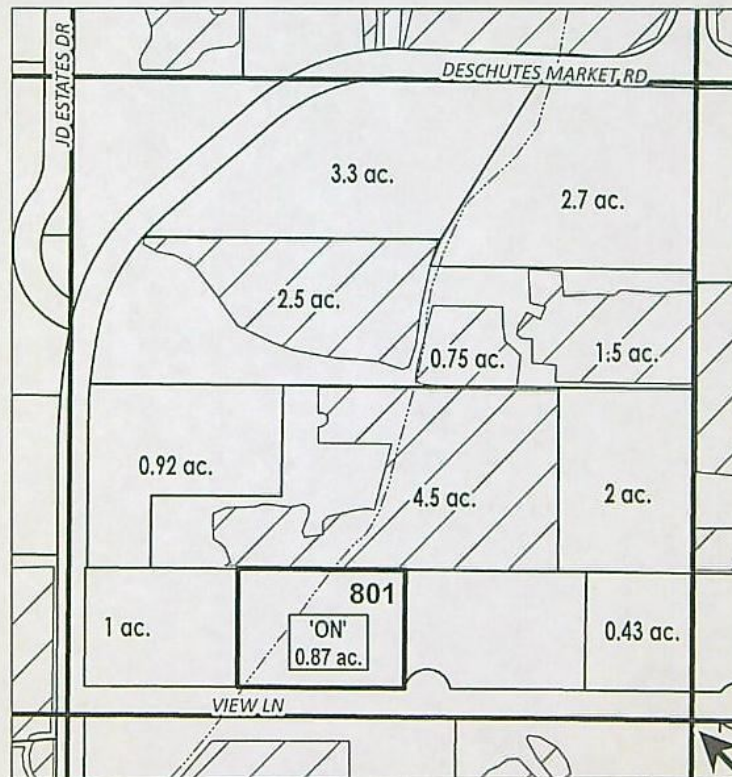 JD ESTATES DR
DESCHUTES MARKET RD
3.3 ac.
2.7 ac.
2.5 ac.
0.75 ac.
1.5 ac.
0.92 ac.
4.5 ac.
2 ac.
801
1 ac.
'ON'
0.87 ac.
0.43 ac.
VIEW LN